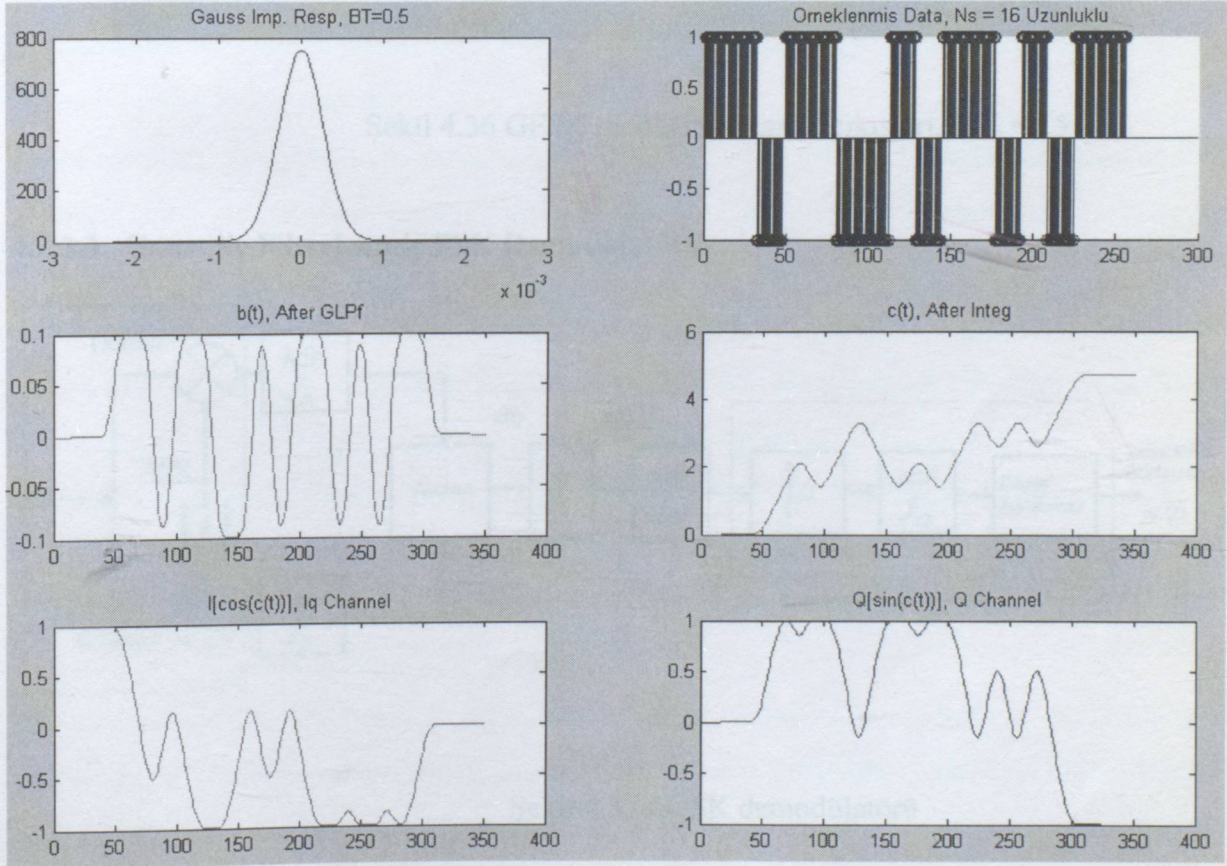 Gauss Imp. Resp, BT=0.5
800
600
400
200
0
-3 -2 -1 0 1 2 3
x 10^-3
Orneklenmis Data, Ns = 16 Uzunluklu
1
0.5
0
-0.5
-1
0 50 100 150 200 250 300
b(t), After GLPf
0.1
0.05
0
-0.05
-0.1
0 50 100 150 200 250 300 350 400
c(t), After Integ
6
4
2
0
0 50 100 150 200 250 300 350 400
I[cos(c(t))], Iq Channel
1
0.5
0
-0.5
-1
0 50 100 150 200 250 300 350 400
Q[sin(c(t))], Q Channel
1
0.5
0
-0.5
-1
0 50 100 150 200 250 300 350 400
Sekil 4.36